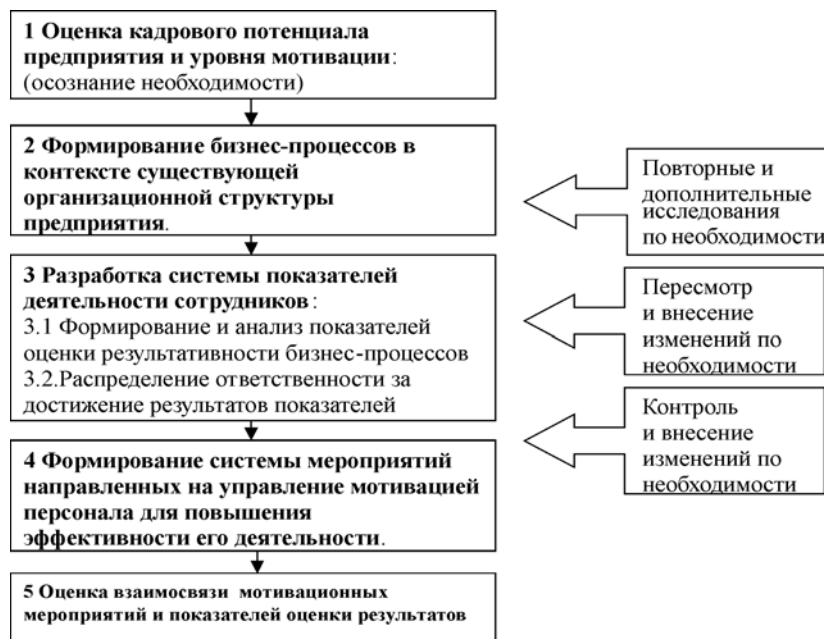 1 Оценка кадрового потенциала
предприятия и уровня мотивации:
(осознание необходимости)
2 Формирование бизнес-процессов в
контексте существующей
организационной структуры
предприятия.
3 Разработка системы показателей
деятельности сотрудников:
3.1 Формирование и анализ показателей
оценки результативности бизнес-процессов
3.2.Распределение ответственности за
достижение результатов показателей
4 Формирование системы мероприятий
направленных на управление мотивацией
персонала для повышения
эффективности его деятельности.
5 Оценка взаимосвязи мотивационных
мероприятий и показателей оценки результатов
Повторные и
дополнительные
исследования
по необходимости
Пересмотр
и внесение
изменений по
необходимости
Контроль
и внесение
изменений по
необходимости